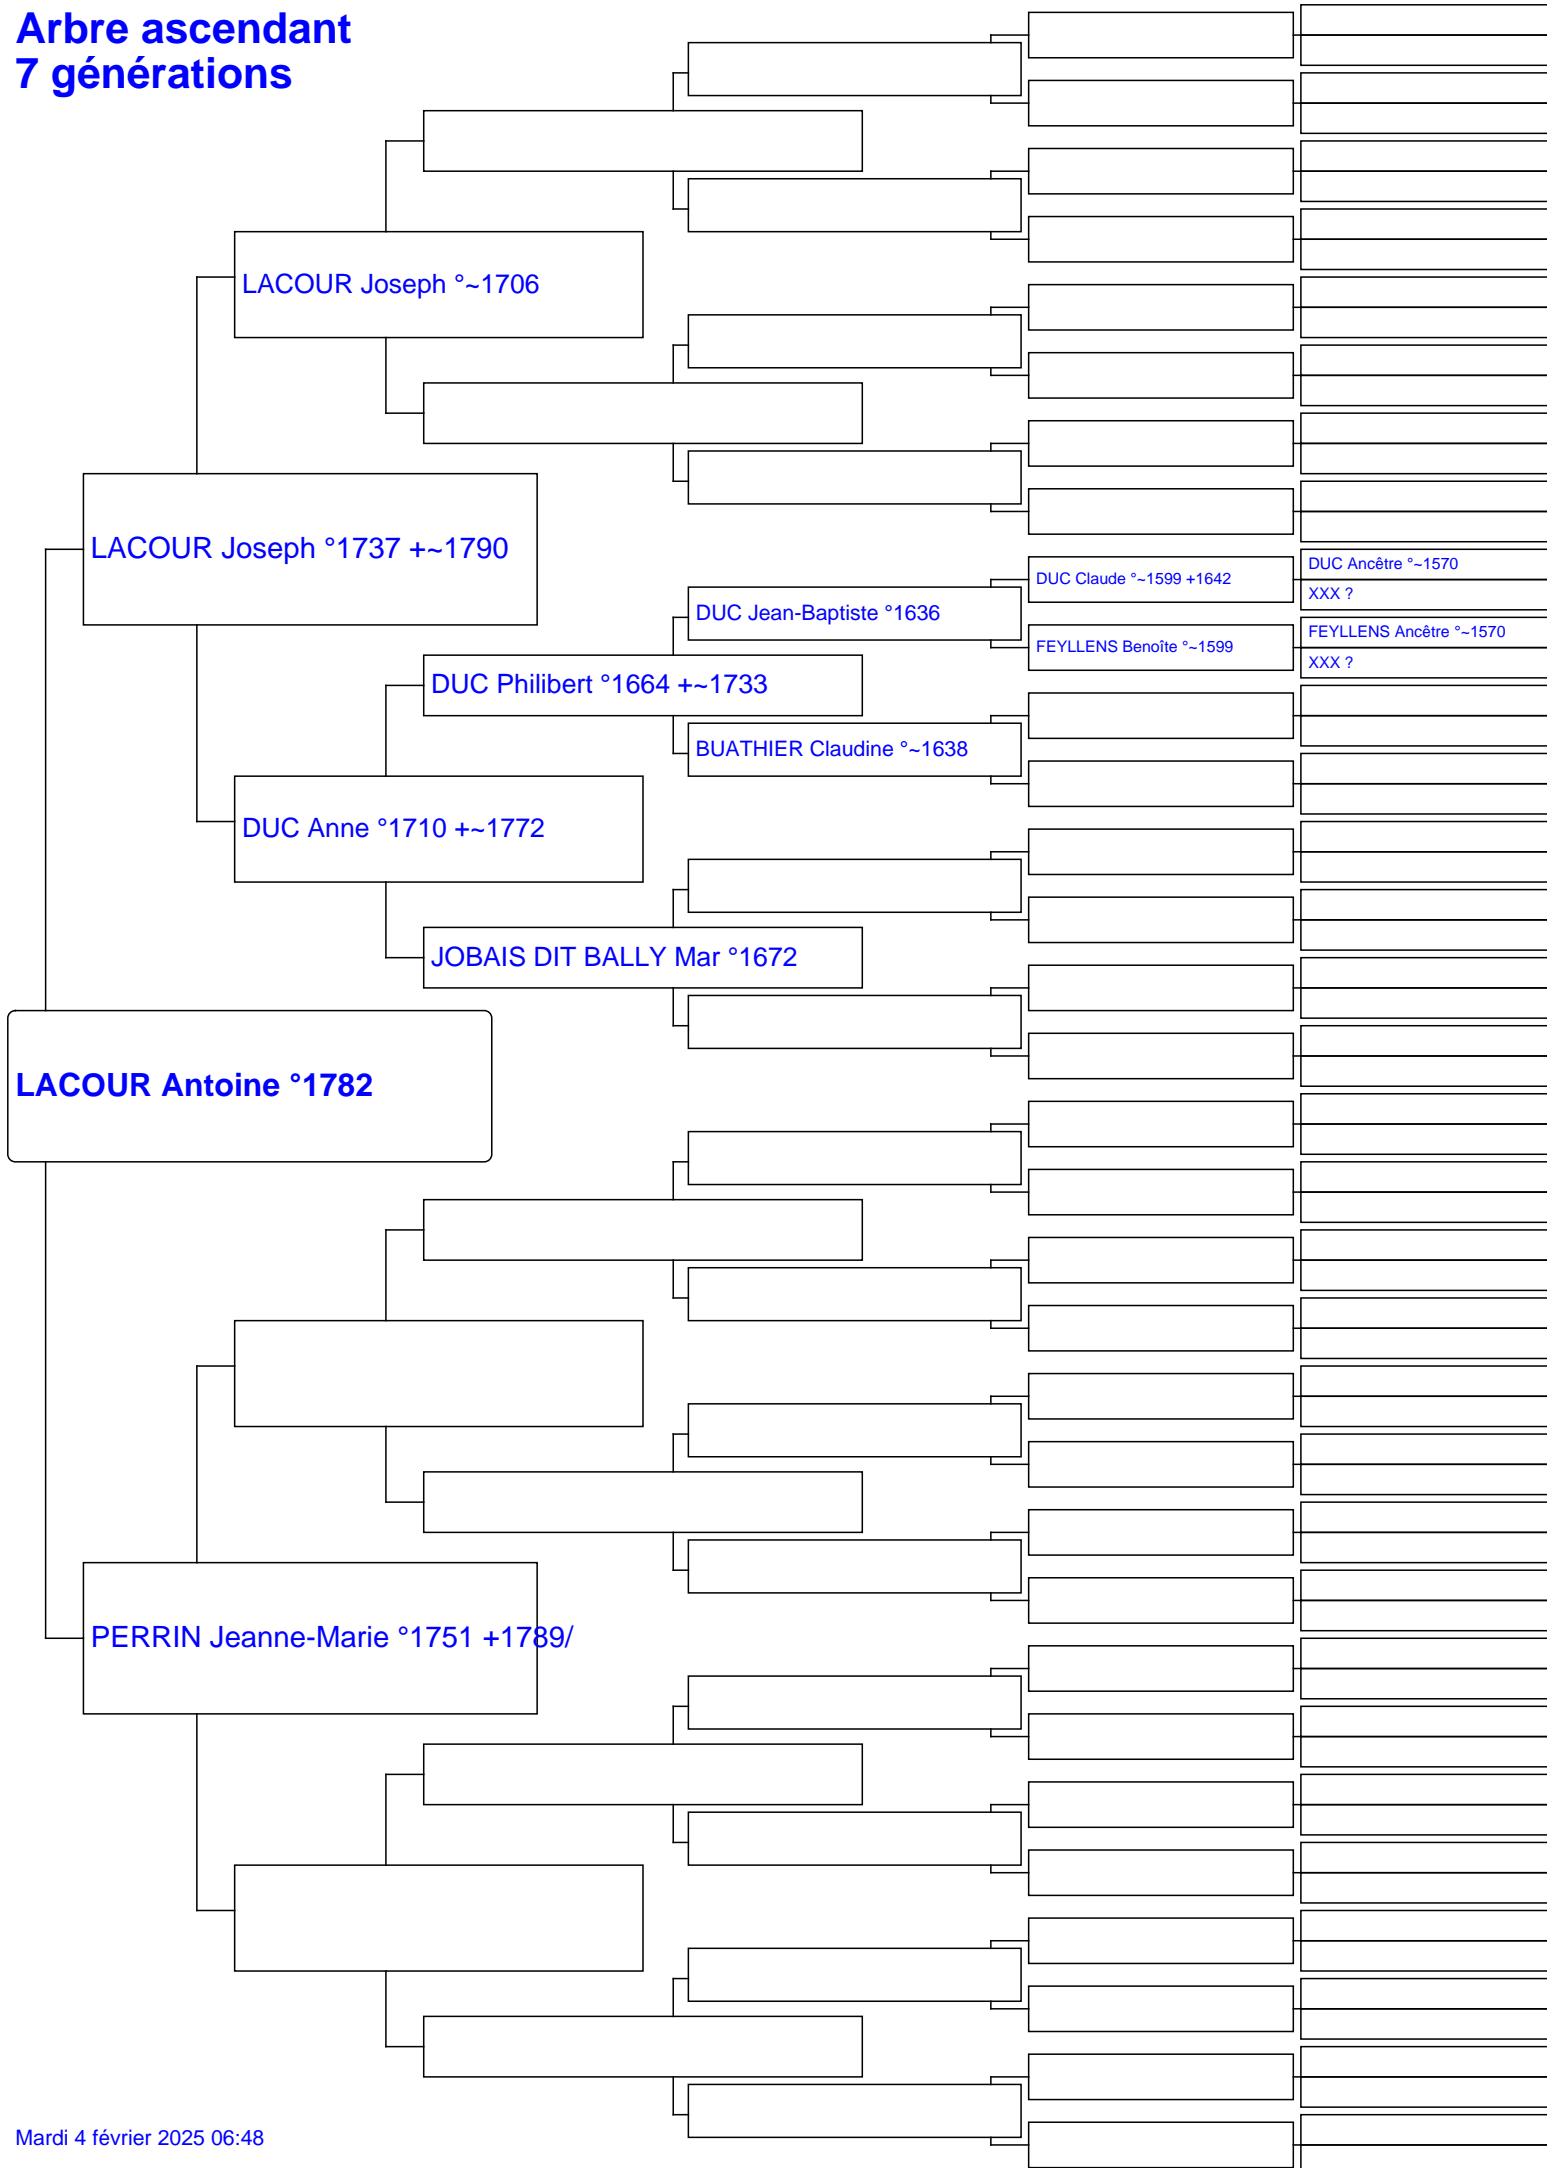 Arbre ascendant
7 générations
LACOUR Joseph °~1706
LACOUR Joseph °1737 +~1790
DUC Claude °~1599 +1642
DUC Ancêtre °~1570
XXX ?
DUC Jean-Baptiste °1636
FEYLLENS Benoîte °~1599
FEYLLENS Ancêtre °~1570
XXX ?
DUC Philibert °1664 +~1733
BUATHIER Claudine °~1638
DUC Anne °1710 +~1772
JOBAIS DIT BALLY Mar °1672
LACOUR Antoine °1782
PERRIN Jeanne-Marie °1751 +1789/
Mardi 4 février 2025 06:48